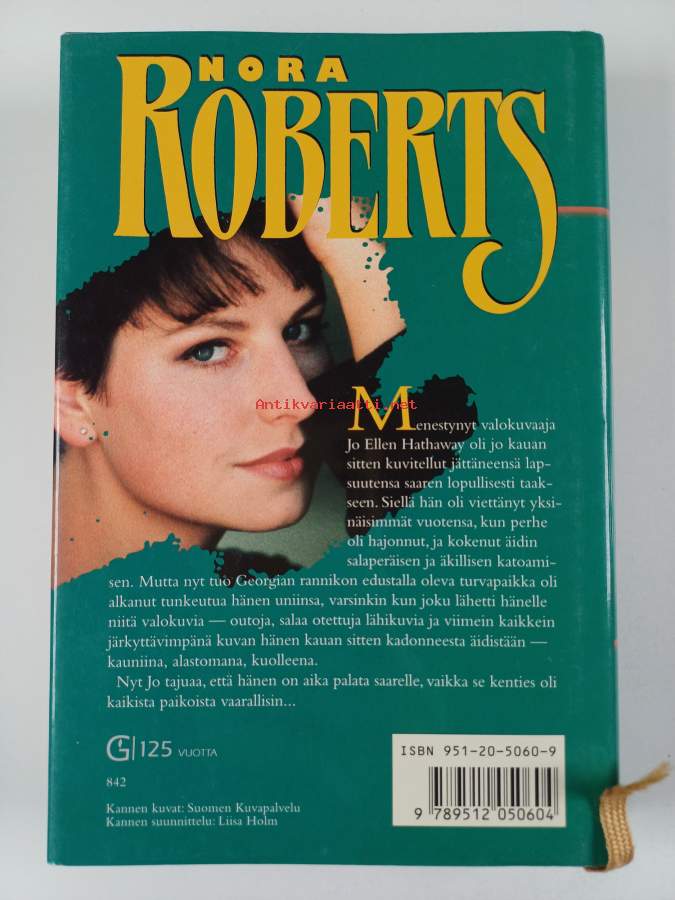 NORA
ROBERTS
Antikvariaatti.net
Menestynyt valokuvaaja
Jo Ellen Hathaway oli jo kauan
sitten kuvitellut jättäneensä lap-
suutensa saaren lopullisesti taak-
seen. Siellä hän oli viettänyt yksi-
näisimmät vuotensa, kun perhe
oli hajonnut, ja kokenut äidin
salaperäisen ja äkillisen katoami-
sen. Mutta nyt tuo Georgian rannikon edustalla oleva turvapaikka oli
alkanut tunkeutua hänen uniinsa, varsinkin kun joku lähetti hänelle
niitä valokuvia — outoja, salaa otettuja lähikuvia ja viimein kaikkein
järkyttävimpänä kuvan hänen kauan sitten kadonneesta äidistään —
kauniina, alastomana, kuolleena.
Nyt Jo tajuaa, että hänen on aika palata saarelle, vaikka se kenties oli
kaikista paikoista vaarallisin...
G 125 VUOTTA
ISBN 951-20-5060-9
842
Kannen kuvat: Suomen Kuvapalvelu
Kannen suunnittelu: Liisa Holm
9 789512 050604